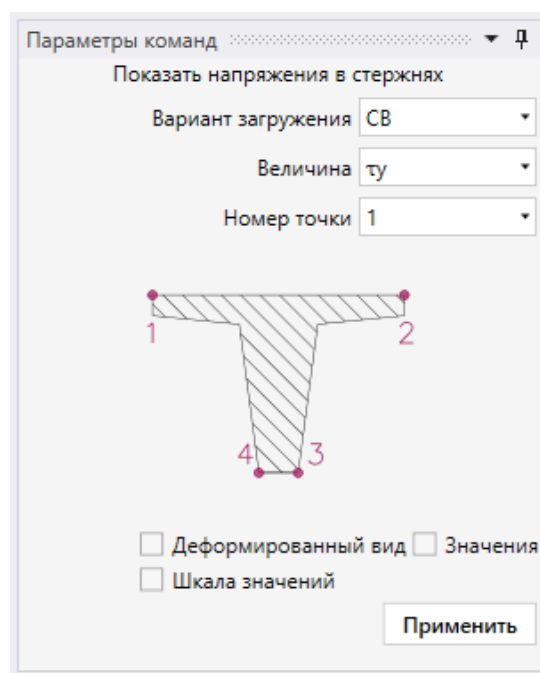 Параметры команд
Показать напряжения в стержнях
Вариант загружения СВ
Величина τy
Номер точки 1
1 2
4 3
Деформированный вид Значения
Шкала значений
Применить